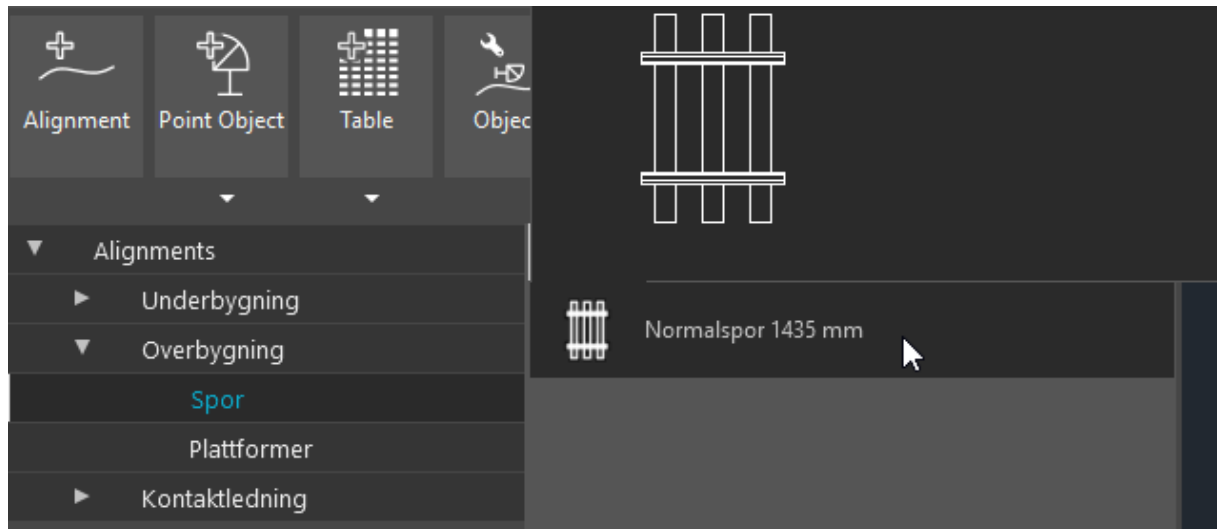 Alignment
Point Object
Table
Objec
Alignments
Underbygning
Overbygning
Spor
Plattformer
Kontaktledning
Normalspor 1435 mm